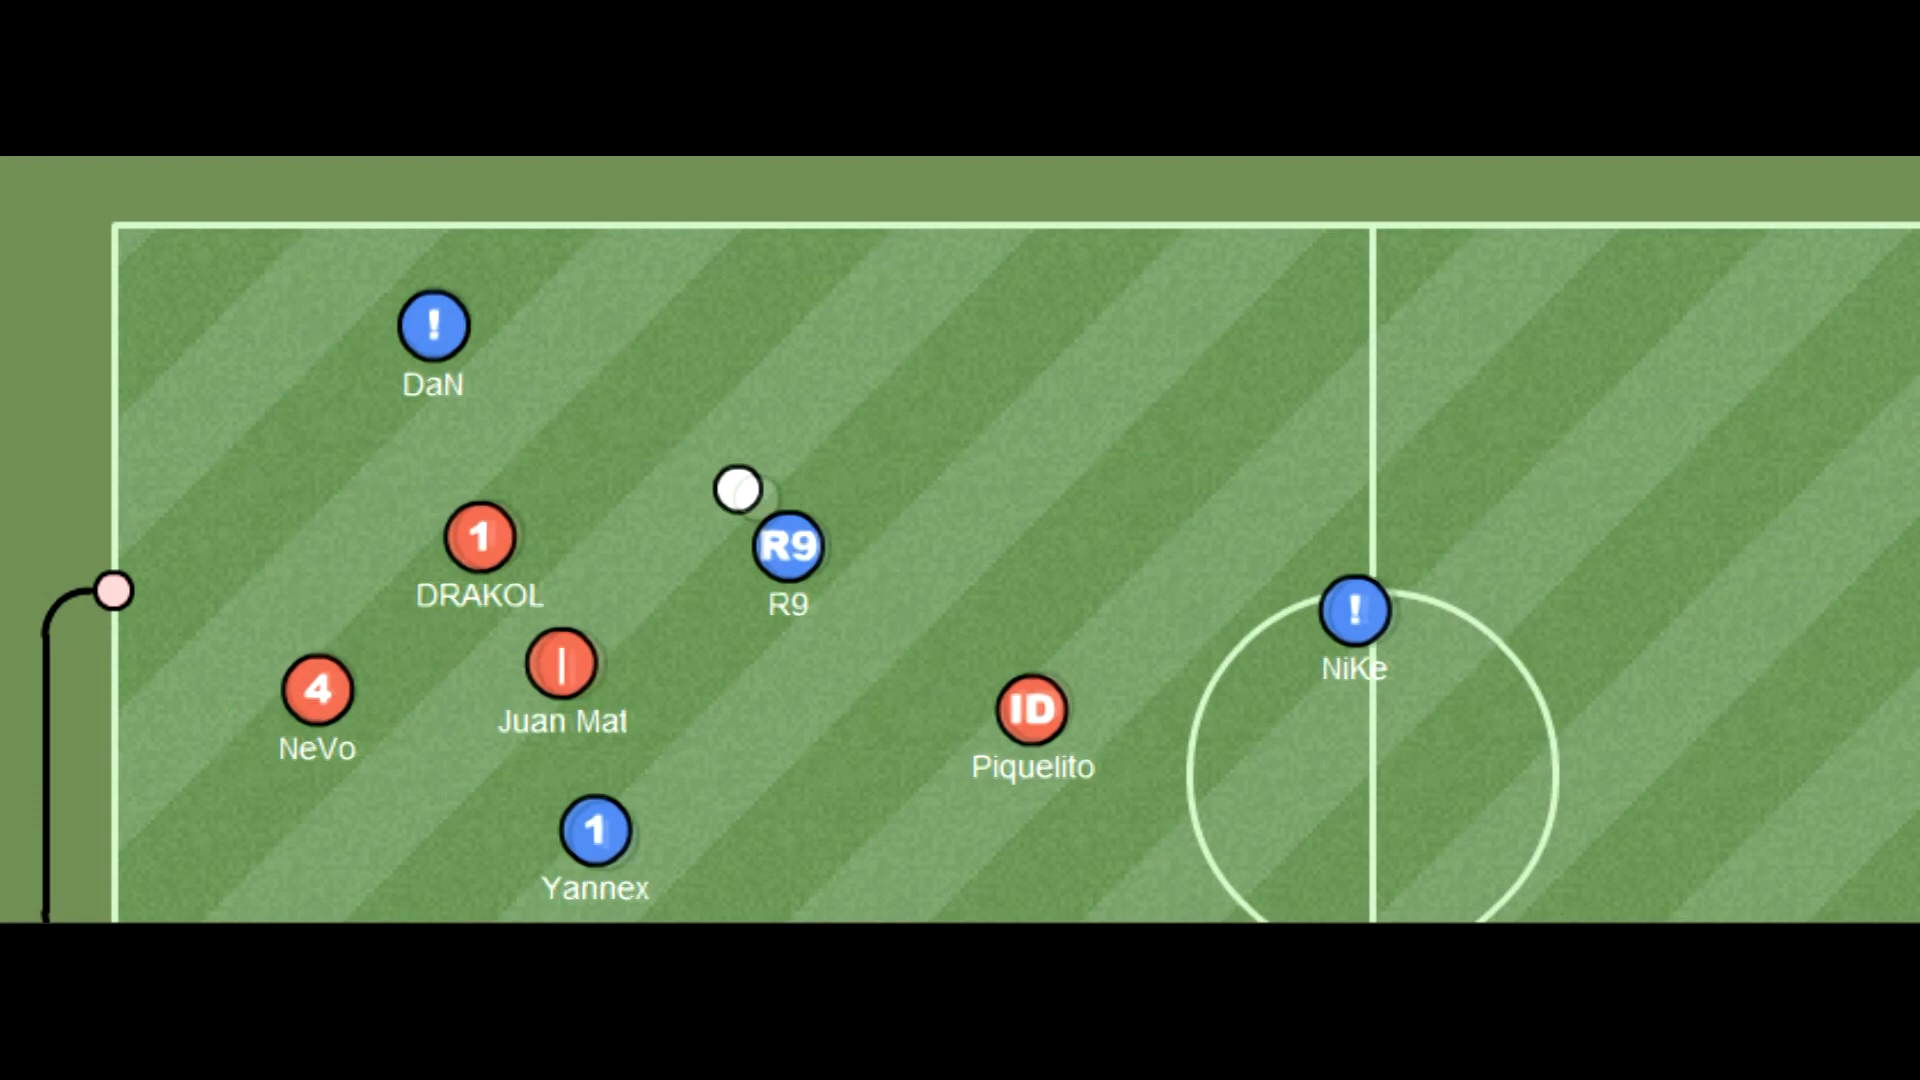 !
DaN
1
DRAKOL
R9
R9
!
NiKe
|
Juan Mat
4
NeVo
ID
Piquelito
1
Yannex